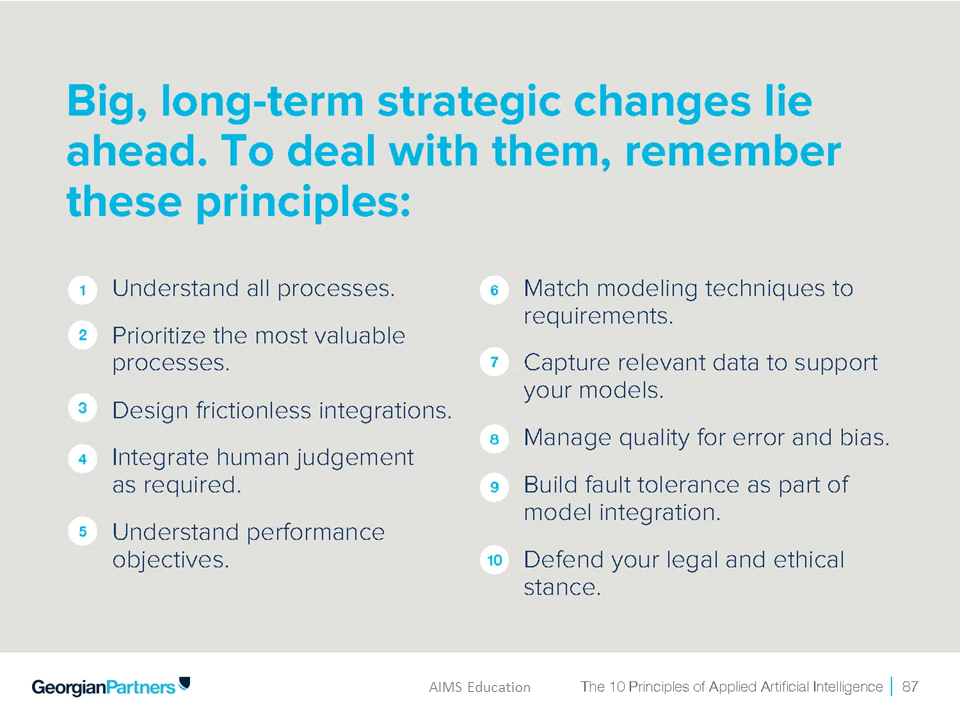 Big, long-term strategic changes lie
ahead. To deal with them, remember
these principles:
1 Understand all processes.
2 Prioritize the most valuable
processes.
3 Design frictionless integrations.
4 Integrate human judgement
as required.
5 Understand performance
objectives.
6 Match modeling techniques to
requirements.
7 Capture relevant data to support
your models.
8 Manage quality for error and bias.
9 Build fault tolerance as part of
model integration.
10 Defend your legal and ethical
stance.
GeorgianPartners
AIMS Education
The 10 Principles of Applied Artificial Intelligence | 87